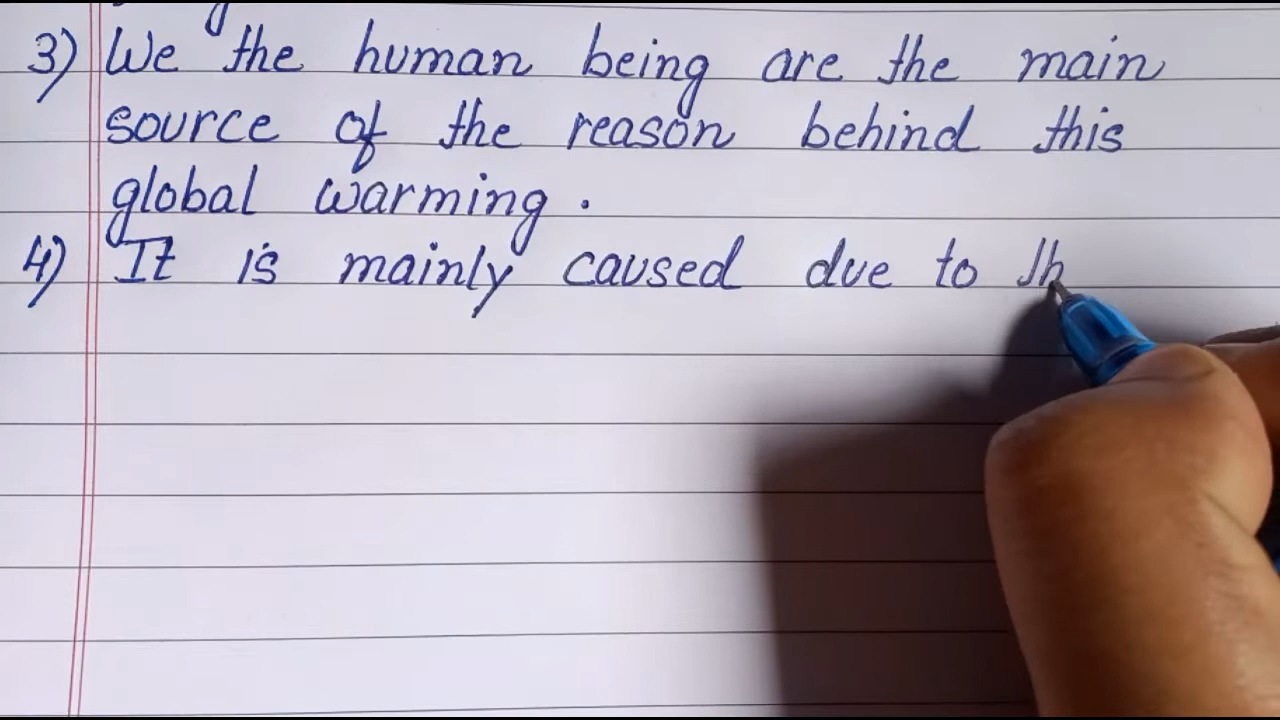 3) We the human being are the main
source of the reason behind this
global warming.
4) It is mainly caused due to th